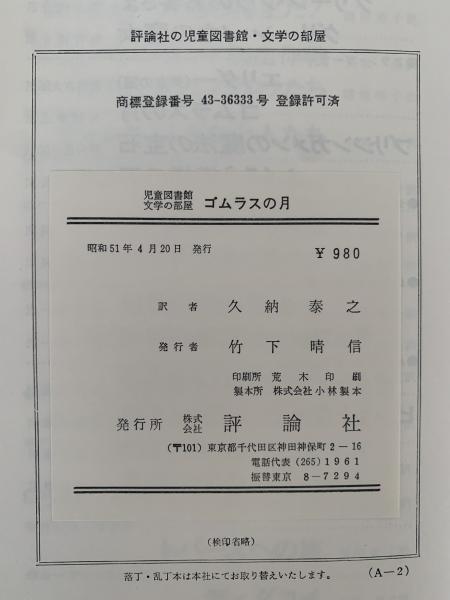 評論社の児童図書館・文学の部屋
商標登録番号 43-36333号 登録許可済
児童図書館
文学の部屋 ゴムラスの月
昭和51年4月20日 発行
¥980
訳者 久納泰之
発行者 竹下晴信
印刷所 荒木印刷
製本所 株式会社小林製本
発行所 株式会社 評論社
(〒101) 東京都千代田区神田神保町2-16
電話代表(265)1961
振替東京 8-7294
(検印省略)
落丁・乱丁本は本社にてお取り替えいたします。
(A-2)